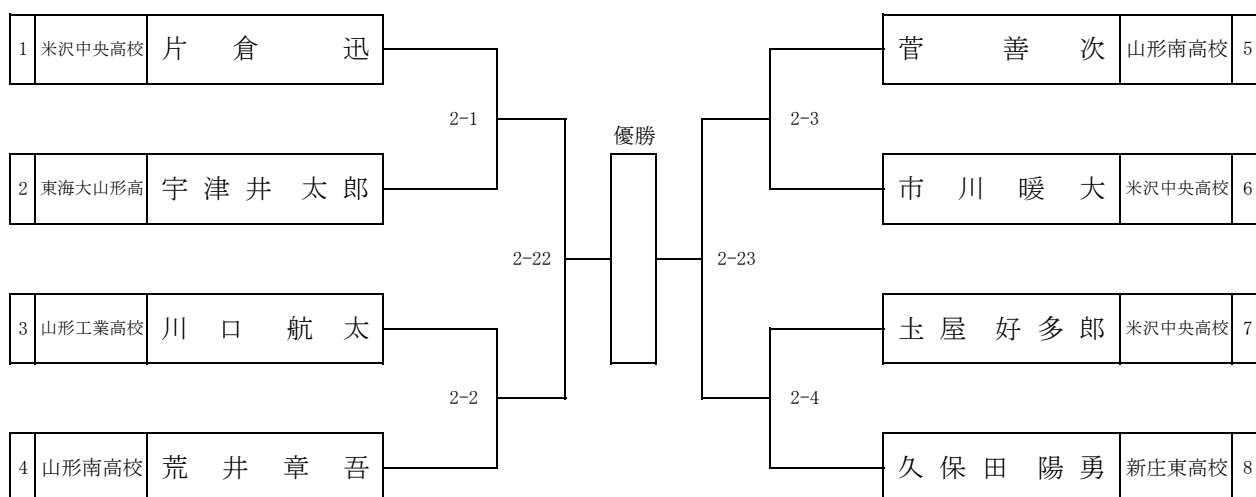 1 米沢中央高校 片倉 迅
2 東海大山形高 宇津井 太郎
3 山形工業高校 川口 航太
4 山形南高校 荒井 章吾
2-1
2-2
2-22
優勝
2-23
2-3
2-4
菅 善次 山形南高校 5
市川 暖大 米沢中央高校 6
土屋 好多郎 米沢中央高校 7
久保田 陽勇 新庄東高校 8